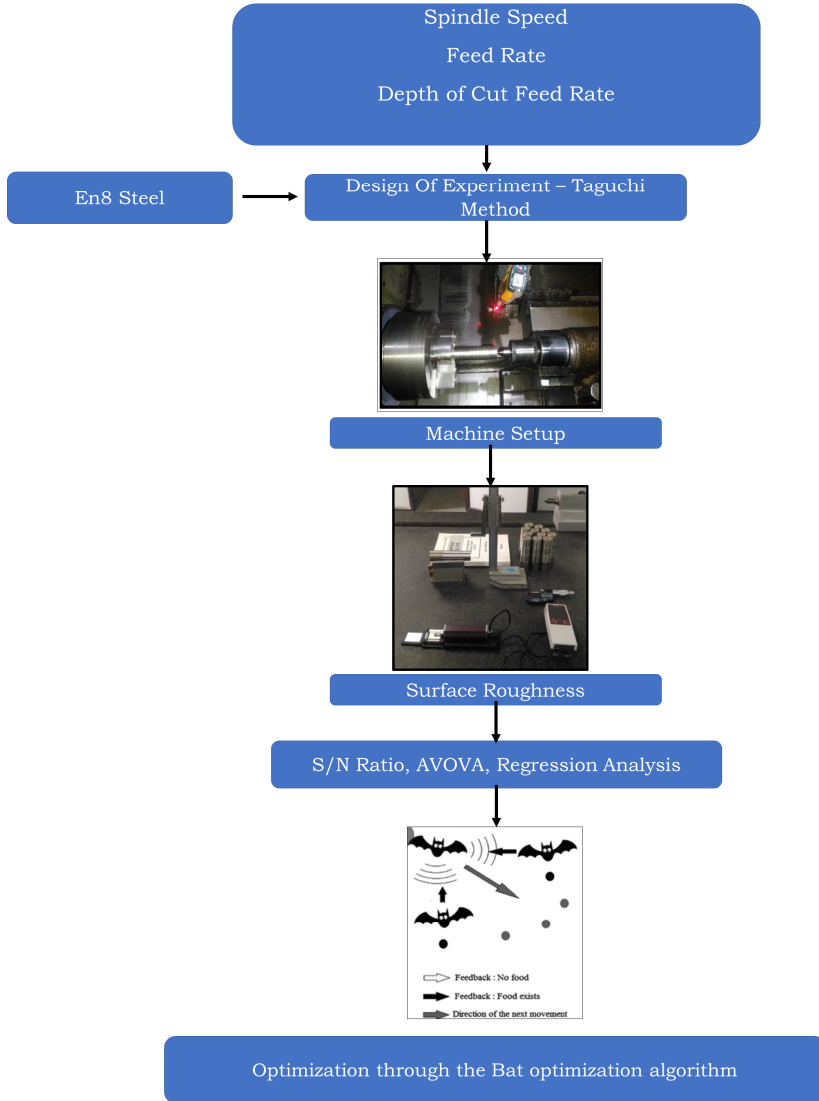 Spindle Speed
Feed Rate
Depth of Cut Feed Rate
En8 Steel
Design Of Experiment – Taguchi
Method
Machine Setup
Surface Roughness
S/N Ratio, AVOVA, Regression Analysis
Feedback : No food
Feedback : Food exists
Direction of the next movement
Optimization through the Bat optimization algorithm